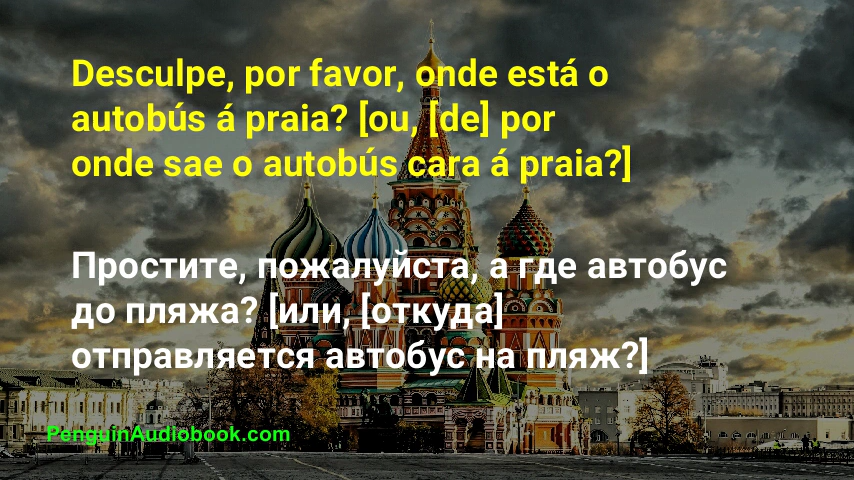 Desculpe, por favor, onde está o
autobús á praia? [ou, [de] por
onde sae o autobús cara á praia?]
Простите, пожалуйста, а где автобус
до пляжа? [или, [откуда]
отправляется автобус на пляж?]
PenguinAudiobook.com